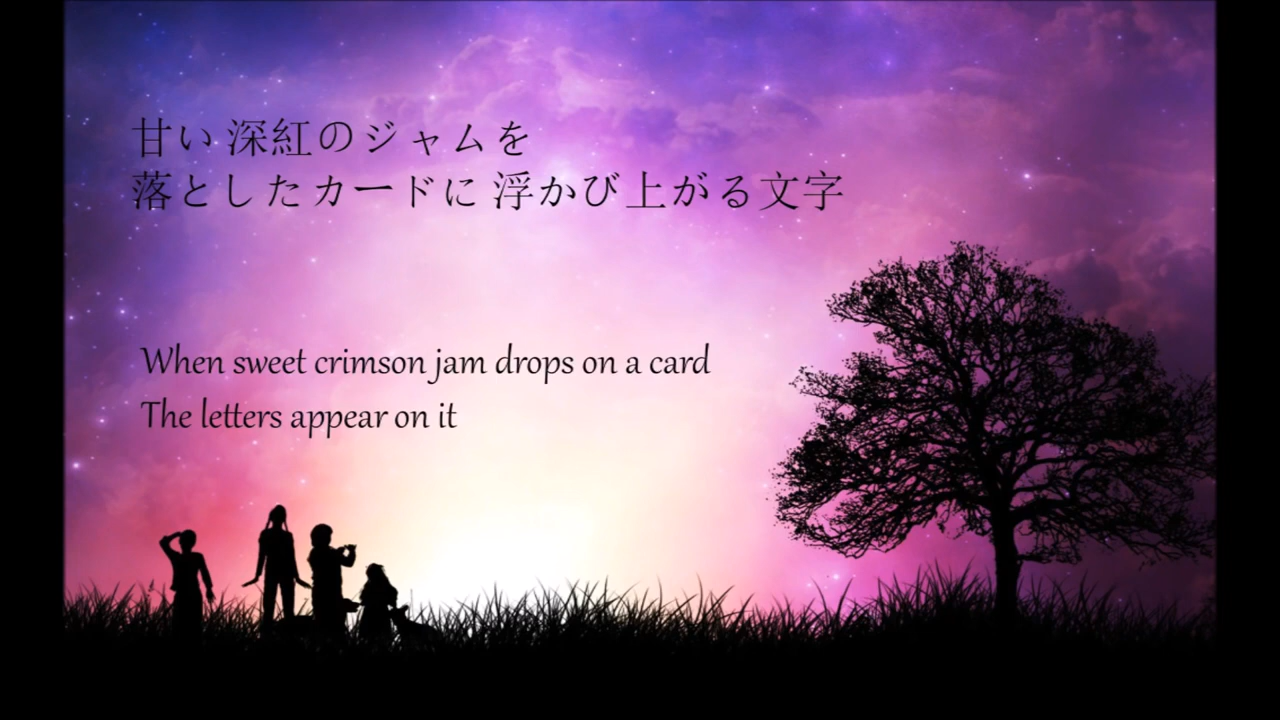 甘い 深紅のジャムを
落としたカードに 浮かび上がる文字
When sweet crimson jam drops on a card
The letters appear on it